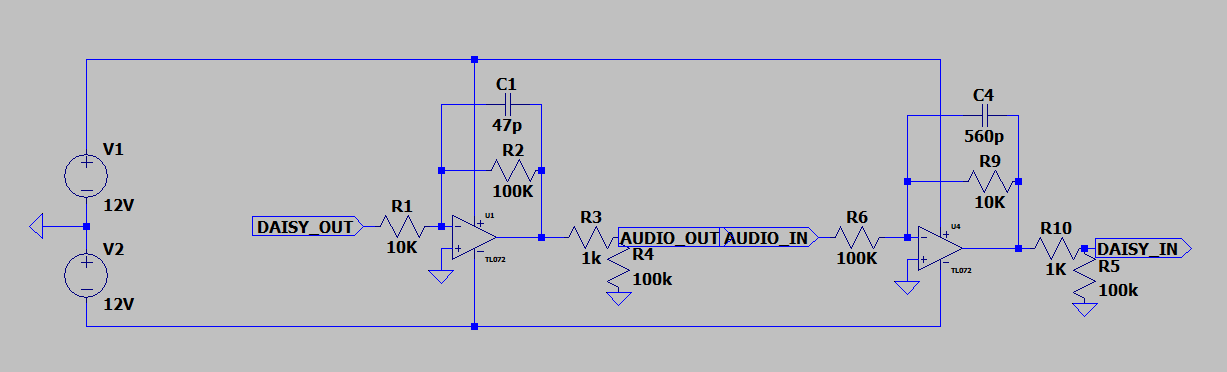 V1
12V
V2
12V
DAISY_OUT
R1
10K
C1
47p
R2
100K
U1
TL072
R3
1k
AUDIO_OUT
R4
100k
AUDIO_IN
R6
100K
C4
560p
R9
10K
U4
TL072
R10
1K
DAISY_IN
R5
100k